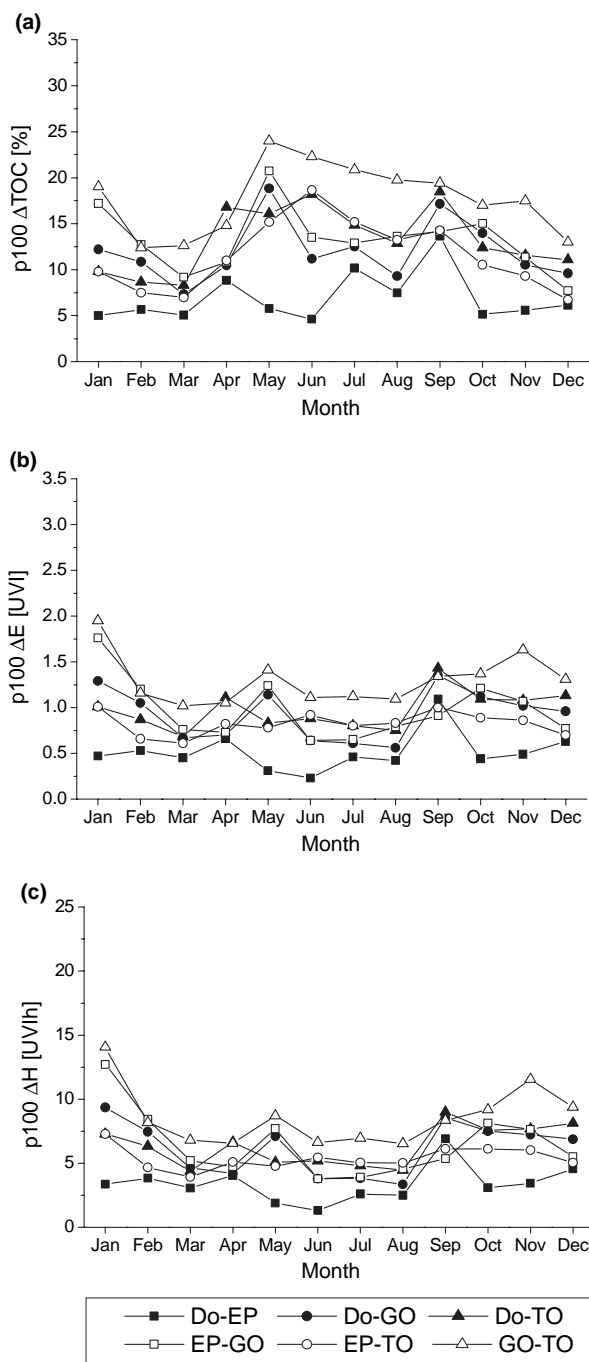 (a)
p100 ΔTOC [%]
35
30
25
20
15
10
5
0
Jan Feb Mar Apr May Jun Jul Aug Sep Oct Nov Dec
Month
(b)
p100 ΔE [UVI]
3.5
3.0
2.5
2.0
1.5
1.0
0.5
0.0
Jan Feb Mar Apr May Jun Jul Aug Sep Oct Nov Dec
Month
(c)
p100 ΔH [UVIh]
25
20
15
10
5
0
Jan Feb Mar Apr May Jun Jul Aug Sep Oct Nov Dec
Month
Do-EP Do-GO Do-TO
EP-GO EP-TO GO-TO